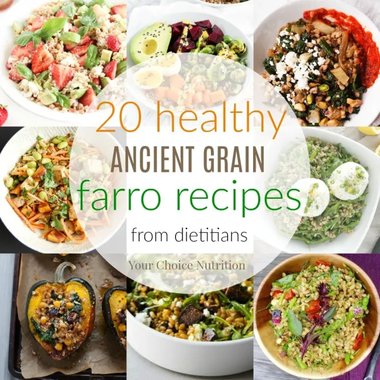 20 healthy
ANCIENT GRAIN
farro recipes
from dietitians
Your Choice Nutrition